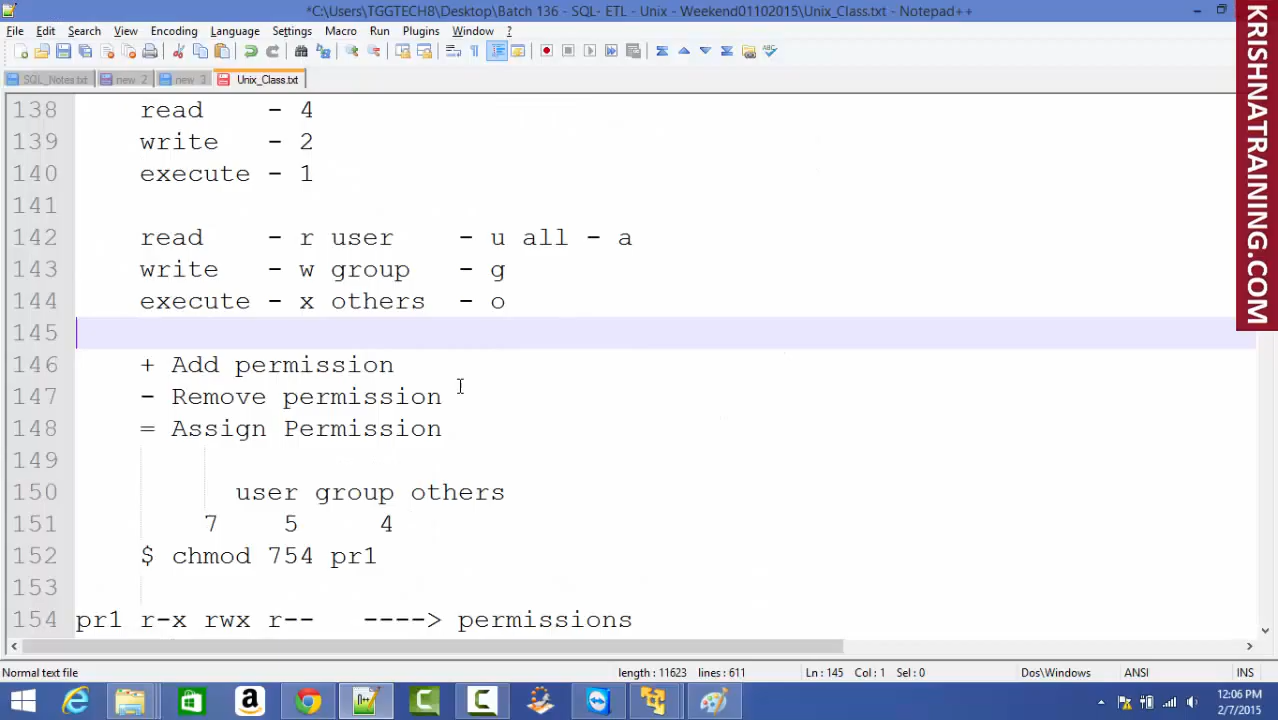 *C:\Users\TGGTECH8\Desktop\Batch 136 - SQL- ETL - Unix - Weekend01102015\Unix_Class.txt - Notepad++
File Edit Search View Encoding Language Settings Macro Run Plugins Window ?
SQL_Notes.txt new 2 new 3 Unix_Class.txt
138 read - 4
139 write - 2
140 execute - 1
141
142 read - r user - u all - a
143 write - w group - g
144 execute - x others - o
145
146 + Add permission
147 - Remove permission
148 = Assign Permission
149
150 user group others
151 7 5 4
152 $ chmod 754 pr1
153
154 pr1 r-x rwx r-- ----> permissions
Normal text file length : 11623 lines : 611 Ln : 145 Col : 1 Sel : 0 Dos\Windows ANSI INS
12:06 PM
2/7/2015
KRISHNATRAINING.COM